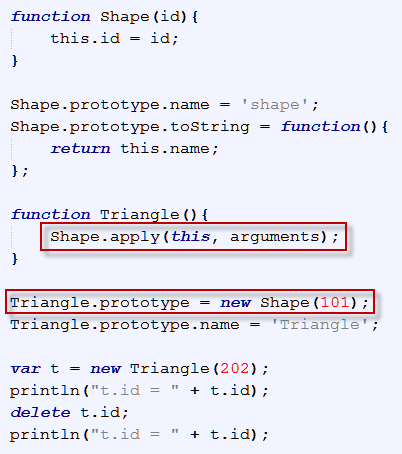 function Shape(id){
this.id = id;
}
Shape.prototype.name = 'shape';
Shape.prototype.toString = function(){
return this.name;
};
function Triangle(){
Shape.apply(this, arguments);
}
Triangle.prototype = new Shape(101);
Triangle.prototype.name = 'Triangle';
var t = new Triangle(202);
println("t.id = " + t.id);
delete t.id;
println("t.id = " + t.id);